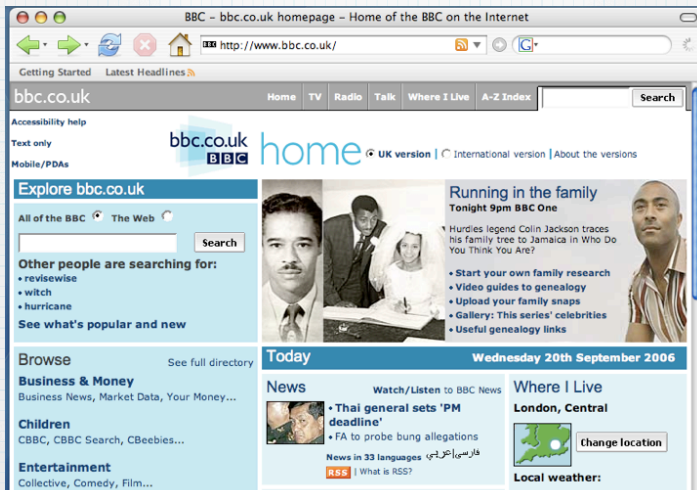 BBC - bbc.co.uk homepage - Home of the BBC on the Internet
BBC http://www.bbc.co.uk/
G
Getting Started Latest Headlines
bbc.co.uk Home TV Radio Talk Where I Live A-Z Index Search
Accessibility help
Text only
Mobile/PDAs
bbc.co.uk
BBC
home UK version | International version | About the versions
Explore bbc.co.uk
All of the BBC The Web
Search
Other people are searching for:
• revisewise
• witch
• hurricane
See what's popular and new
Running in the family
Tonight 9pm BBC One
Hurdles legend Colin Jackson traces
his family tree to Jamaica in Who Do
You Think You Are?
• Start your own family research
• Video guides to genealogy
• Upload your family snaps
• Gallery: This series' celebrities
• Useful genealogy links
Browse See full directory
Business & Money
Business News, Market Data, Your Money...
Children
CBBC, CBBC Search, CBeebies...
Entertainment
Collective, Comedy, Film...
Today Wednesday 20th September 2006
News Watch/Listen to BBC News
• Thai general sets 'PM
deadline'
• FA to probe bung allegations
News in 33 languages فارسی|عربي
RSS | What is RSS?
Where I Live
London, Central
Change location
Local weather: